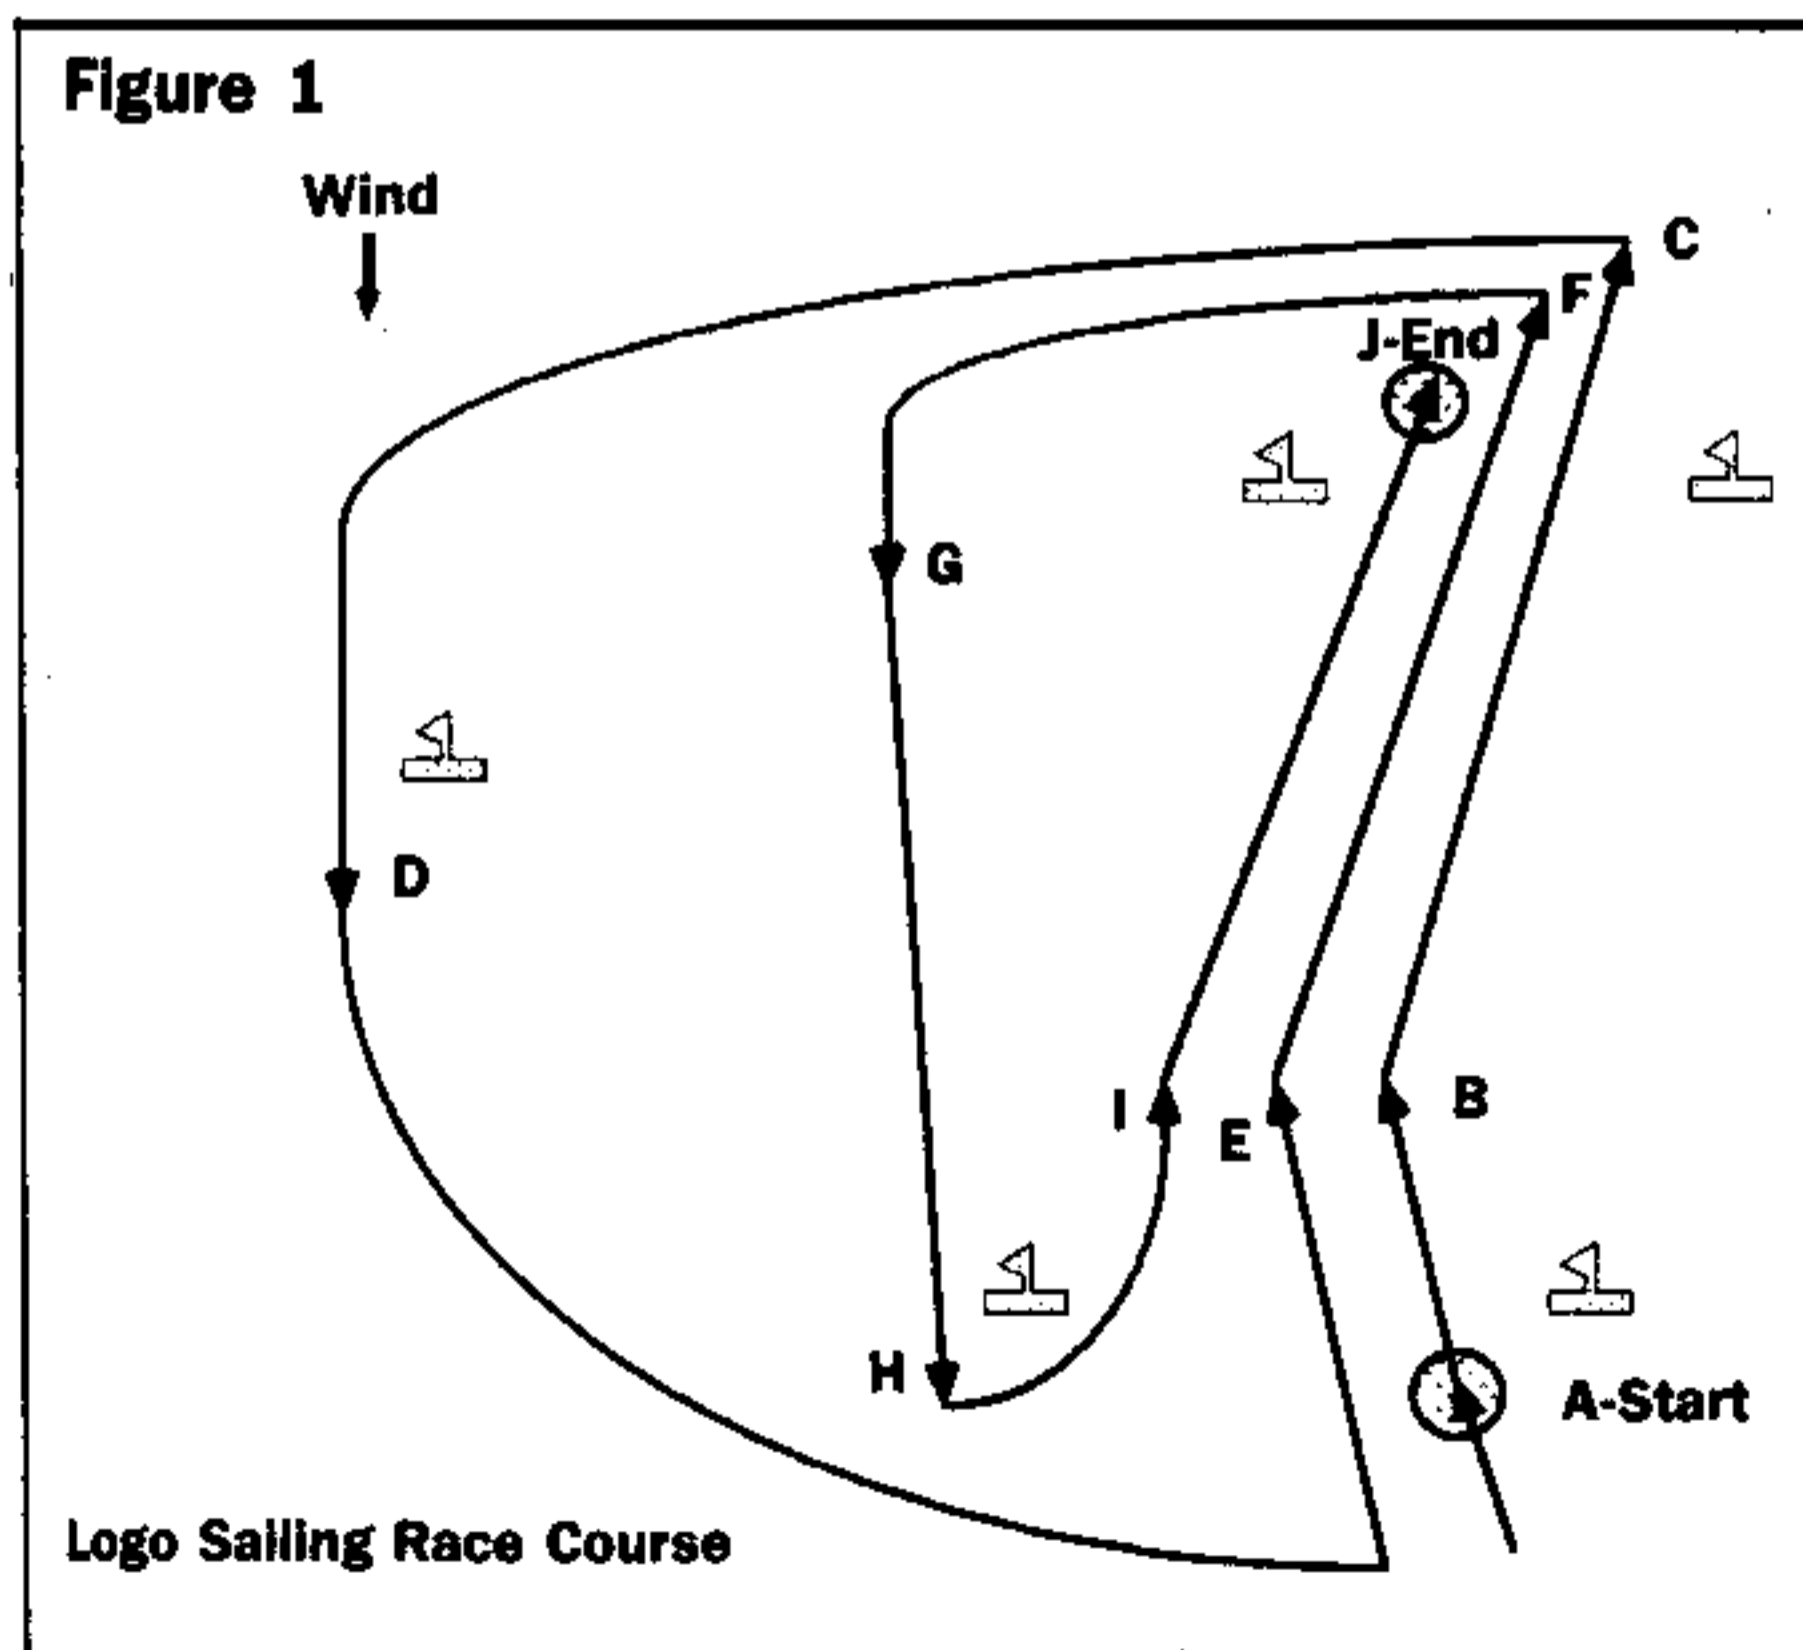 Figure 1
Wind
C
F
J-End
G
D
I
E
B
H
A-Start
Logo Sailing Race Course